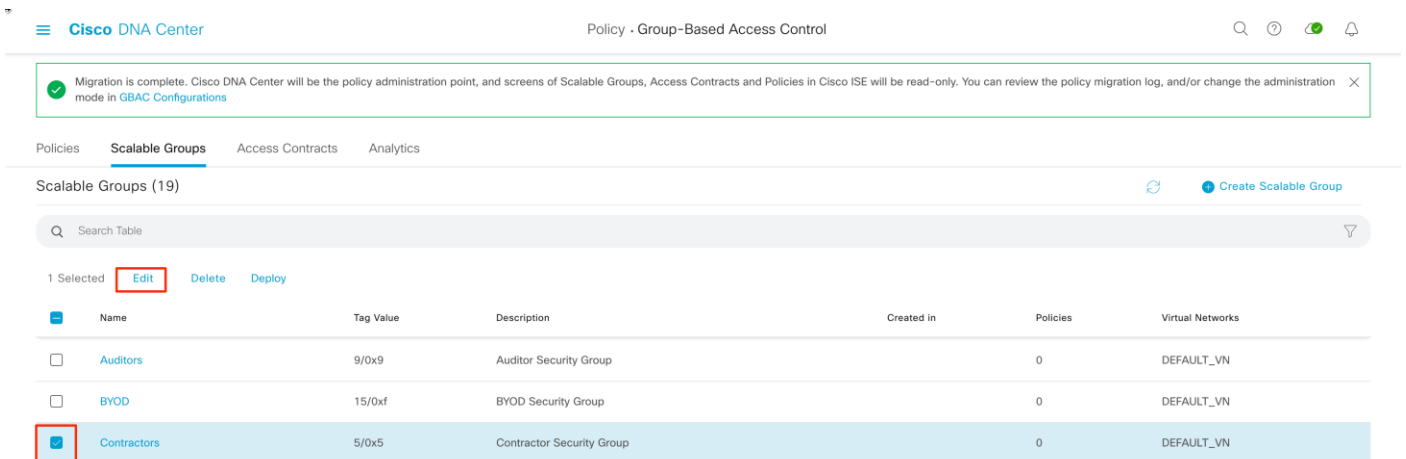 Cisco DNA Center
Policy · Group-Based Access Control
Migration is complete. Cisco DNA Center will be the policy administration point, and screens of Scalable Groups, Access Contracts and Policies in Cisco ISE will be read-only. You can review the policy migration log, and/or change the administration
mode in GBAC Configurations
Policies Scalable Groups Access Contracts Analytics
Scalable Groups (19) Create Scalable Group
Search Table
1 Selected Edit Delete Deploy
Name Tag Value Description Created in Policies Virtual Networks
Auditors 9/0x9 Auditor Security Group 0 DEFAULT_VN
BYOD 15/0xf BYOD Security Group 0 DEFAULT_VN
Contractors 5/0x5 Contractor Security Group 0 DEFAULT_VN